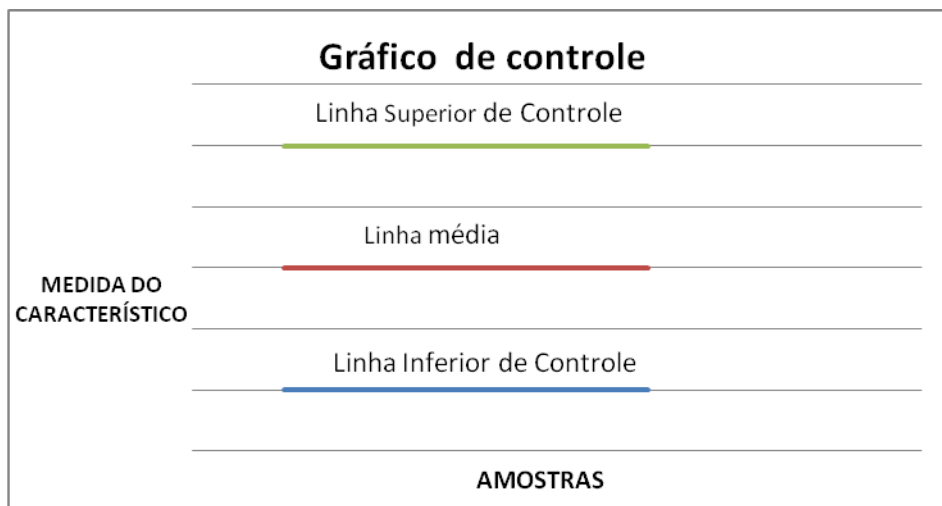 Gráfico de controle
Linha Superior de Controle
Linha média
MEDIDA DO
CARACTERÍSTICO
Linha Inferior de Controle
AMOSTRAS